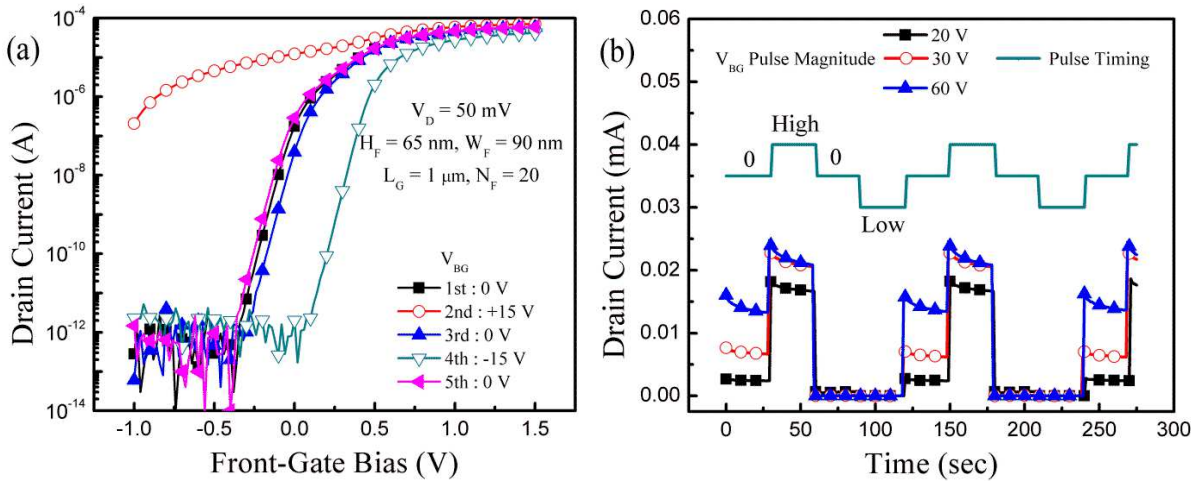 (a)
Drain Current (A)
10⁻⁴
10⁻⁶
10⁻⁸
10⁻¹⁰
10⁻¹²
10⁻¹⁴
V_D = 50 mV
H_F = 65 nm, W_F = 90 nm
L_G = 1 μm, N_F = 20
V_BG
1st : 0 V
2nd : +15 V
3rd : 0 V
4th : -15 V
5th : 0 V
-1.0 -0.5 0.0 0.5 1.0 1.5
Front-Gate Bias (V)
(b)
Drain Current (mA)
0.06
0.05
0.04
0.03
0.02
0.01
0.00
V_BG Pulse Magnitude
20 V
30 V
60 V
Pulse Timing
0
High
0
Low
0 50 100 150 200 250 300
Time (sec)